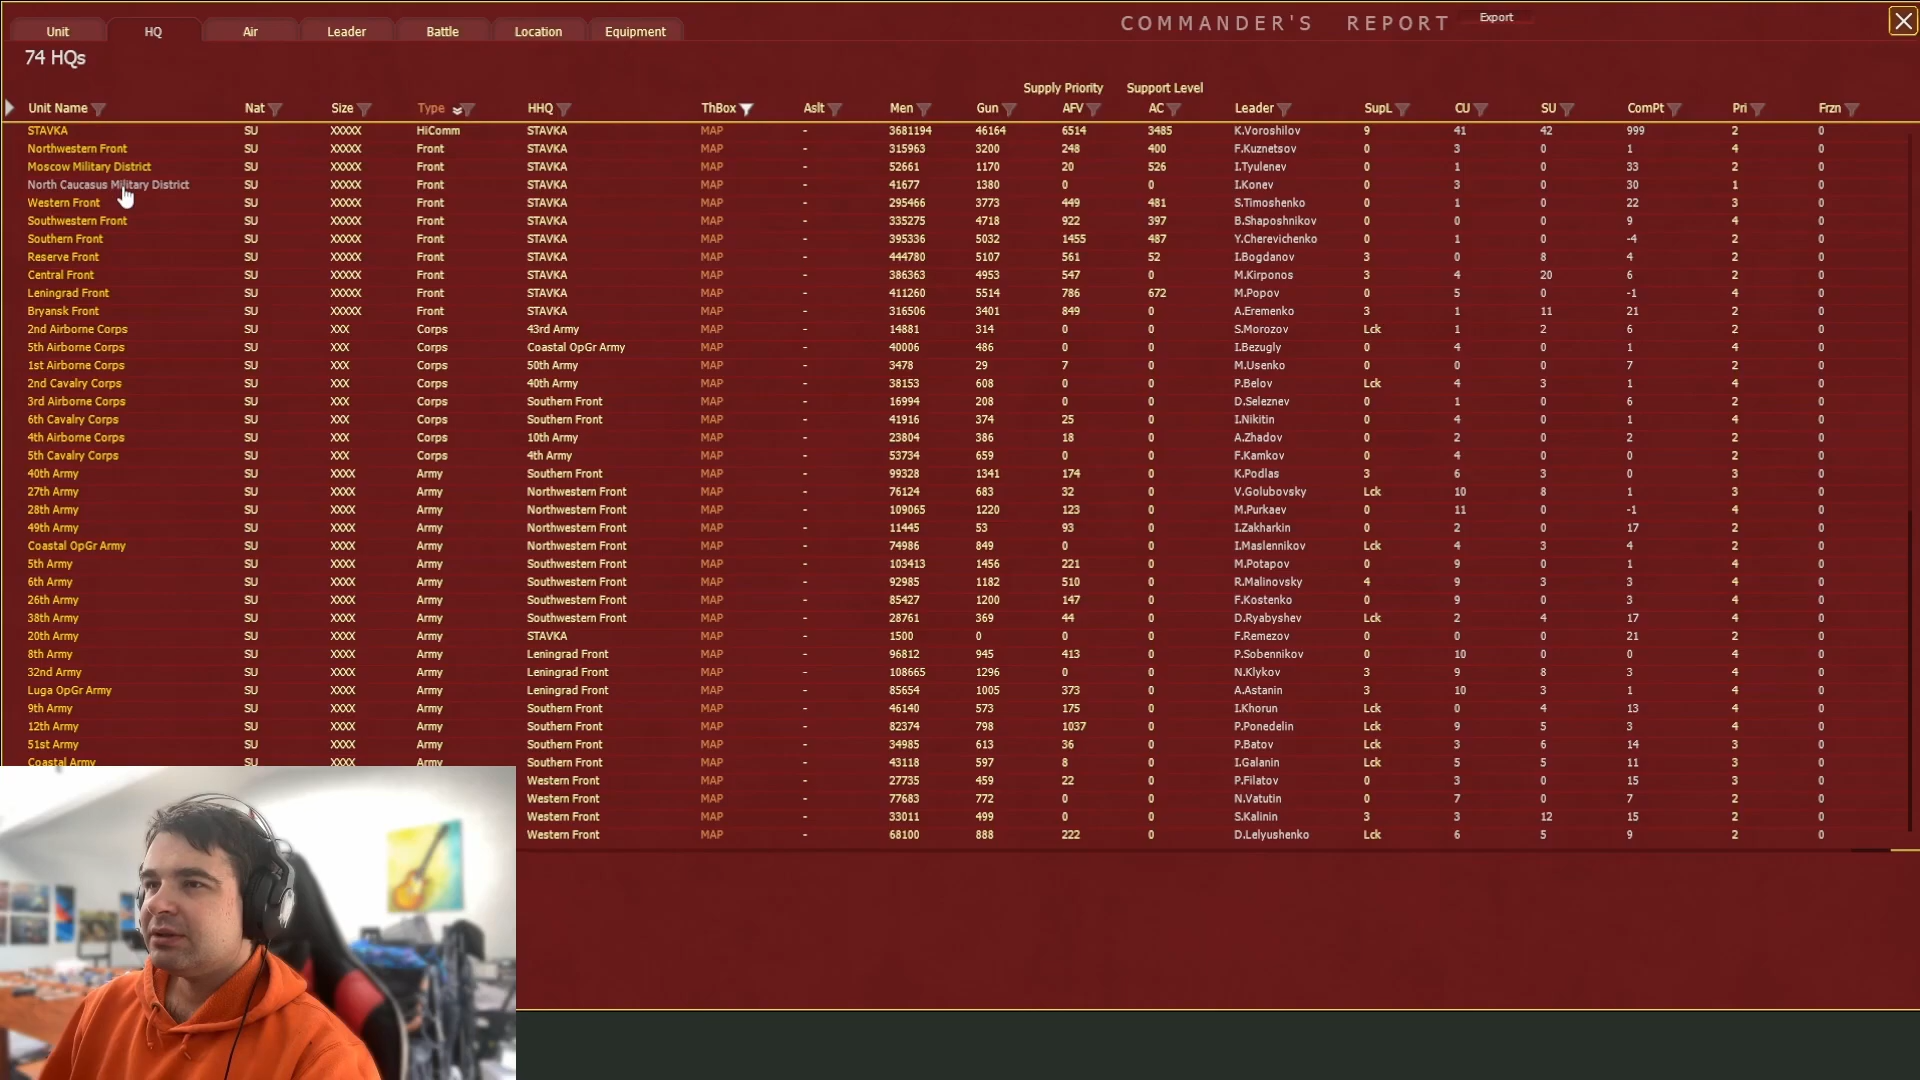 Unit HQ Air Leader Battle Location Equipment COMMANDER'S REPORT Export
74 HQs
Supply Priority Support Level
Unit Name Nat Size Type HHQ ThBox Aslt Men Gun AFV AC Leader SupL CU SU ComPt Pri Frzn
STAVKA SU XXXXX HiComm STAVKA MAP - 3681194 46164 6514 3485 K.Voroshilov 9 41 42 999 2 0
Northwestern Front SU XXXXX Front STAVKA MAP - 315963 3200 248 400 F.Kuznetsov 0 3 0 1 4 0
Moscow Military District SU XXXXX Front STAVKA MAP - 52661 1170 20 526 I.Tyulenev 0 1 0 33 2 0
North Caucasus Military District SU XXXXX Front STAVKA MAP - 41677 1380 0 0 I.Konev 0 3 0 30 1 0
Western Front SU XXXXX Front STAVKA MAP - 295466 3773 449 481 S.Timoshenko 0 1 0 22 3 0
Southwestern Front SU XXXXX Front STAVKA MAP - 335275 4718 922 397 B.Shaposhnikov 0 0 0 9 4 0
Southern Front SU XXXXX Front STAVKA MAP - 395336 5032 1455 487 Y.Cherevichenko 0 1 0 -4 2 0
Reserve Front SU XXXXX Front STAVKA MAP - 444780 5107 561 52 I.Bogdanov 3 0 8 4 2 0
Central Front SU XXXXX Front STAVKA MAP - 386363 4953 547 0 M.Kirponos 3 4 20 6 2 0
Leningrad Front SU XXXXX Front STAVKA MAP - 411260 5514 786 672 M.Popov 0 5 0 -1 4 0
Bryansk Front SU XXXXX Front STAVKA MAP - 316506 3401 849 0 A.Eremenko 3 1 11 21 2 0
2nd Airborne Corps SU XXX Corps 43rd Army MAP - 14881 314 0 0 S.Morozov Lck 1 2 6 2 0
5th Airborne Corps SU XXX Corps Coastal OpGr Army MAP - 40006 486 0 0 I.Bezugly 0 4 0 1 4 0
1st Airborne Corps SU XXX Corps 50th Army MAP - 3478 29 7 0 M.Usenko 0 0 0 7 2 0
2nd Cavalry Corps SU XXX Corps 40th Army MAP - 38153 608 0 0 P.Belov Lck 4 3 1 4 0
3rd Airborne Corps SU XXX Corps Southern Front MAP - 16994 208 0 0 D.Seleznev 0 1 0 6 2 0
6th Cavalry Corps SU XXX Corps Southern Front MAP - 41916 374 25 0 I.Nikitin 0 4 0 1 4 0
4th Airborne Corps SU XXX Corps 10th Army MAP - 23804 386 18 0 A.Zhadov 0 2 0 2 2 0
5th Cavalry Corps SU XXX Corps 4th Army MAP - 53734 659 0 0 F.Kamkov 0 4 0 0 2 0
40th Army SU XXXX Army Southern Front MAP - 99328 1341 174 0 K.Podlas 3 6 3 0 3 0
27th Army SU XXXX Army Northwestern Front MAP - 76124 683 32 0 V.Golubovsky Lck 10 8 1 3 0
28th Army SU XXXX Army Northwestern Front MAP - 109065 1220 123 0 M.Purkaev 0 11 0 -1 4 0
49th Army SU XXXX Army Northwestern Front MAP - 11445 53 93 0 I.Zakharkin 0 2 0 17 2 0
Coastal OpGr Army SU XXXX Army Northwestern Front MAP - 74986 849 0 0 I.Maslennikov Lck 4 3 4 2 0
5th Army SU XXXX Army Southwestern Front MAP - 103413 1456 221 0 M.Potapov 0 9 0 1 4 0
6th Army SU XXXX Army Southwestern Front MAP - 92985 1182 510 0 R.Malinovsky 4 9 3 3 4 0
26th Army SU XXXX Army Southwestern Front MAP - 85427 1200 147 0 F.Kostenko 0 9 0 3 4 0
38th Army SU XXXX Army Southwestern Front MAP - 28761 369 44 0 D.Ryabyshev Lck 2 4 17 4 0
20th Army SU XXXX Army STAVKA MAP - 1500 0 0 0 F.Remezov 0 0 0 21 2 0
8th Army SU XXXX Army Leningrad Front MAP - 96812 945 413 0 P.Sobennikov 0 10 0 0 4 0
32nd Army SU XXXX Army Leningrad Front MAP - 108665 1296 0 0 N.Klykov 3 9 8 3 4 0
Luga OpGr Army SU XXXX Army Leningrad Front MAP - 85654 1005 373 0 A.Astanin 3 10 3 1 4 0
9th Army SU XXXX Army Southern Front MAP - 46140 573 175 0 I.Khorun Lck 0 4 13 4 0
12th Army SU XXXX Army Southern Front MAP - 82374 798 1037 0 P.Ponedelin Lck 9 5 3 4 0
51st Army SU XXXX Army Southern Front MAP - 34985 613 36 0 P.Batov Lck 3 6 14 3 0
Coastal Army SU XXXX Army Southern Front MAP - 43118 597 8 0 I.Galanin Lck 5 5 11 3 0
Western Front MAP - 27735 459 22 0 P.Filatov 0 3 0 15 3 0
Western Front MAP - 77683 772 0 0 N.Vatutin 0 7 0 7 2 0
Western Front MAP - 33011 499 0 0 S.Kalinin 3 3 12 15 2 0
Western Front MAP - 68100 888 222 0 D.Lelyushenko Lck 6 5 9 2 0